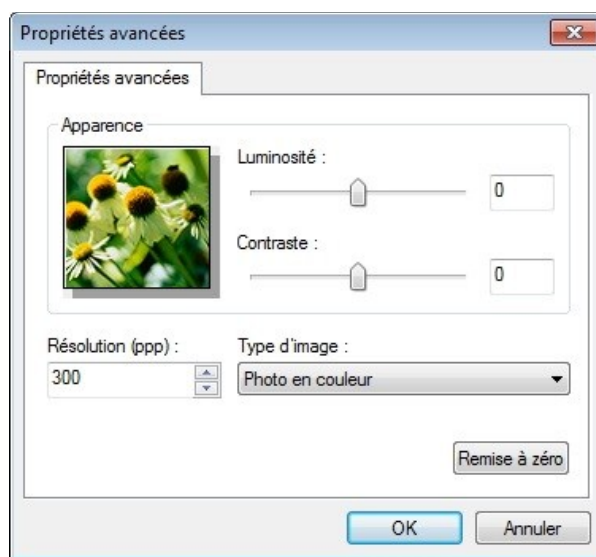 Propriétés avancées
Propriétés avancées
Apparence
Luminosité :
0
Contraste :
0
Résolution (ppp) :
300
Type d'image :
Photo en couleur
Remise à zéro
OK
Annuler